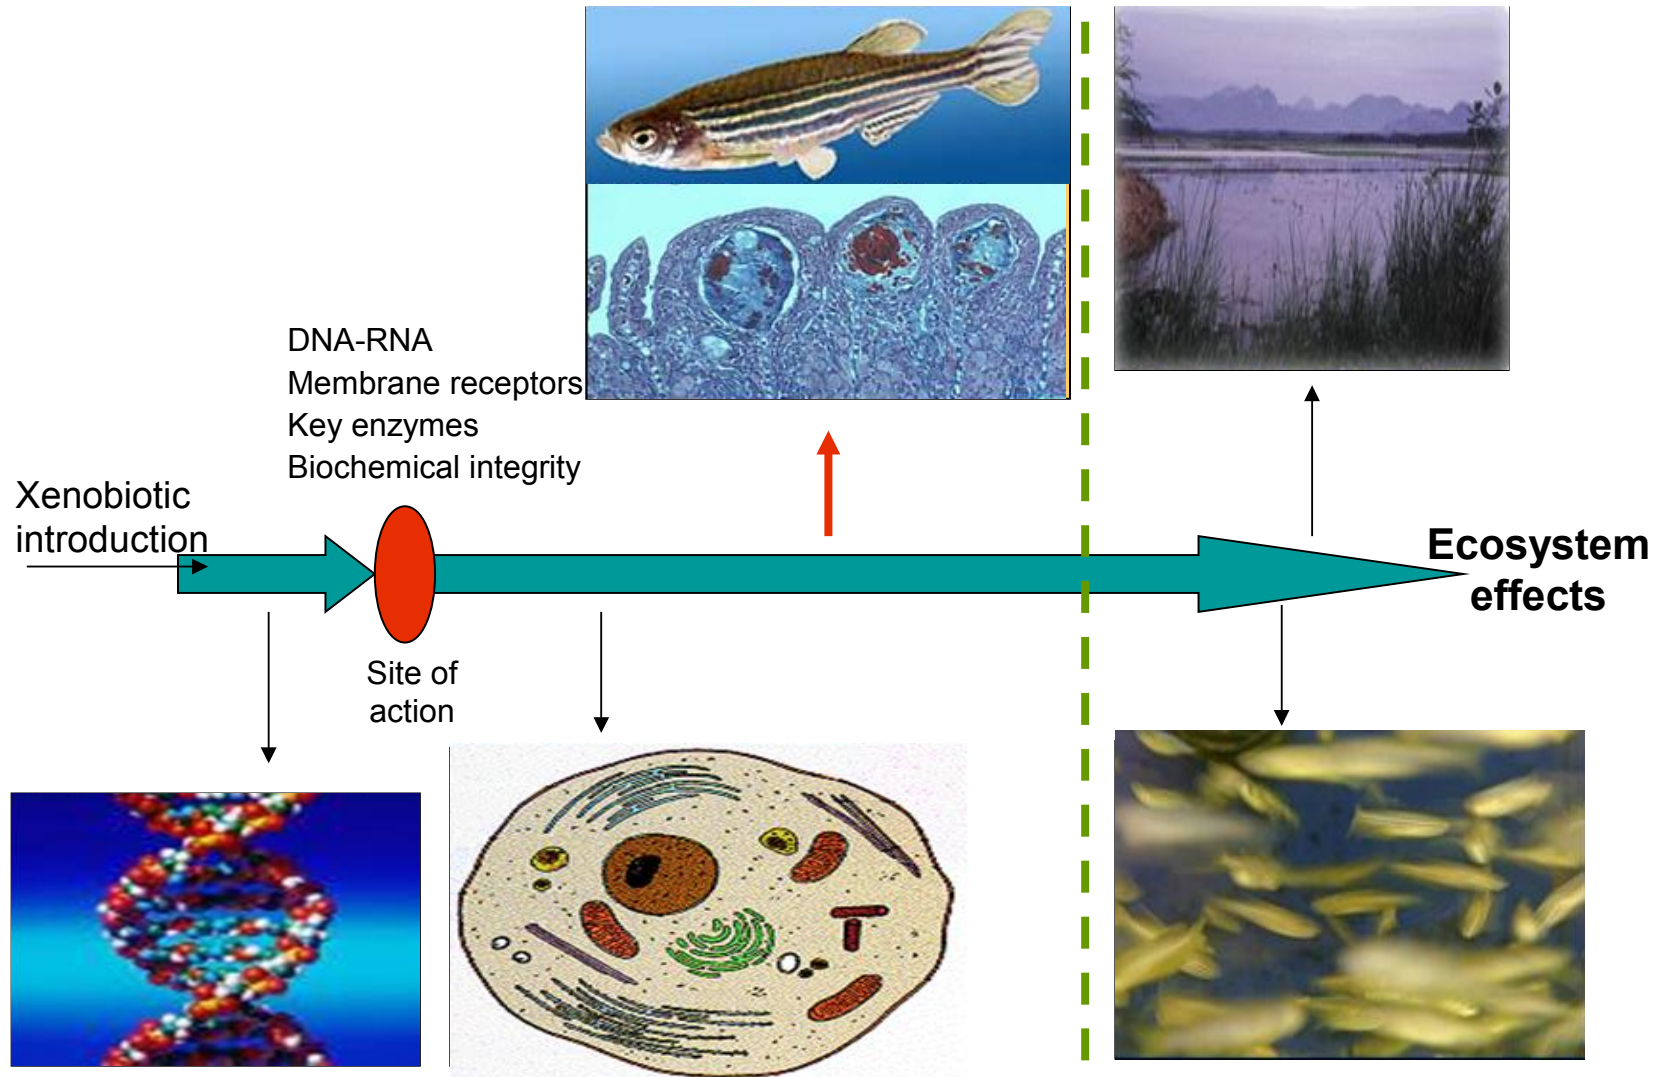 DNA-RNA
Membrane receptors
Key enzymes
Biochemical integrity
Xenobiotic
introduction
Site of
action
Ecosystem
effects